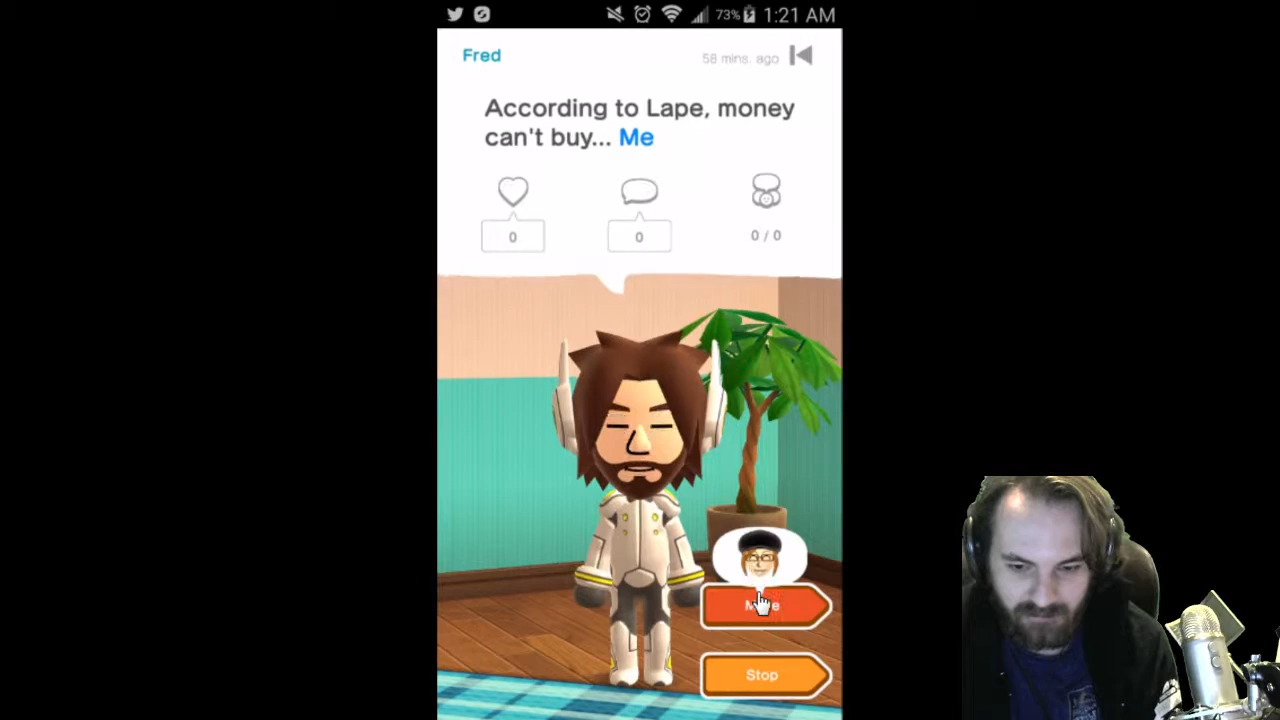 73% 1:21 AM
Fred
58 mins. ago
According to Lape, money
can't buy... Me
0
0
0 / 0
Stop